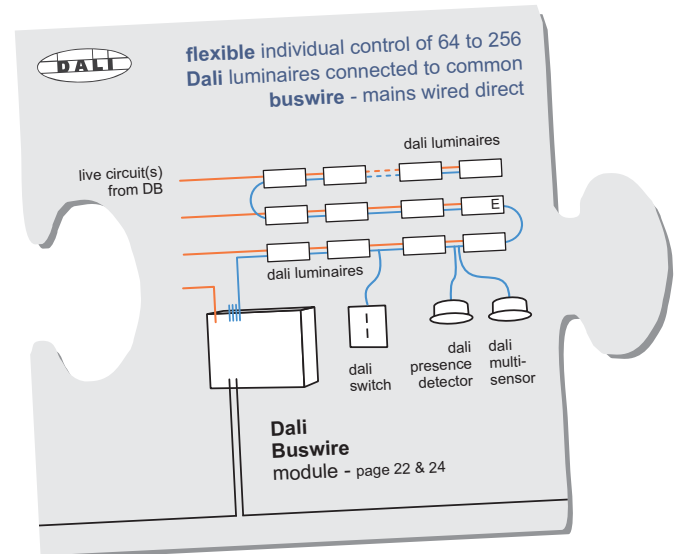 DALI
flexible individual control of 64 to 256
Dali luminaires connected to common
buswire - mains wired direct
dali luminaires
live circuit(s)
from DB
E
dali luminaires
dali
switch
dali
presence
detector
dali
multi-
sensor
Dali
Buswire
module - page 22 & 24